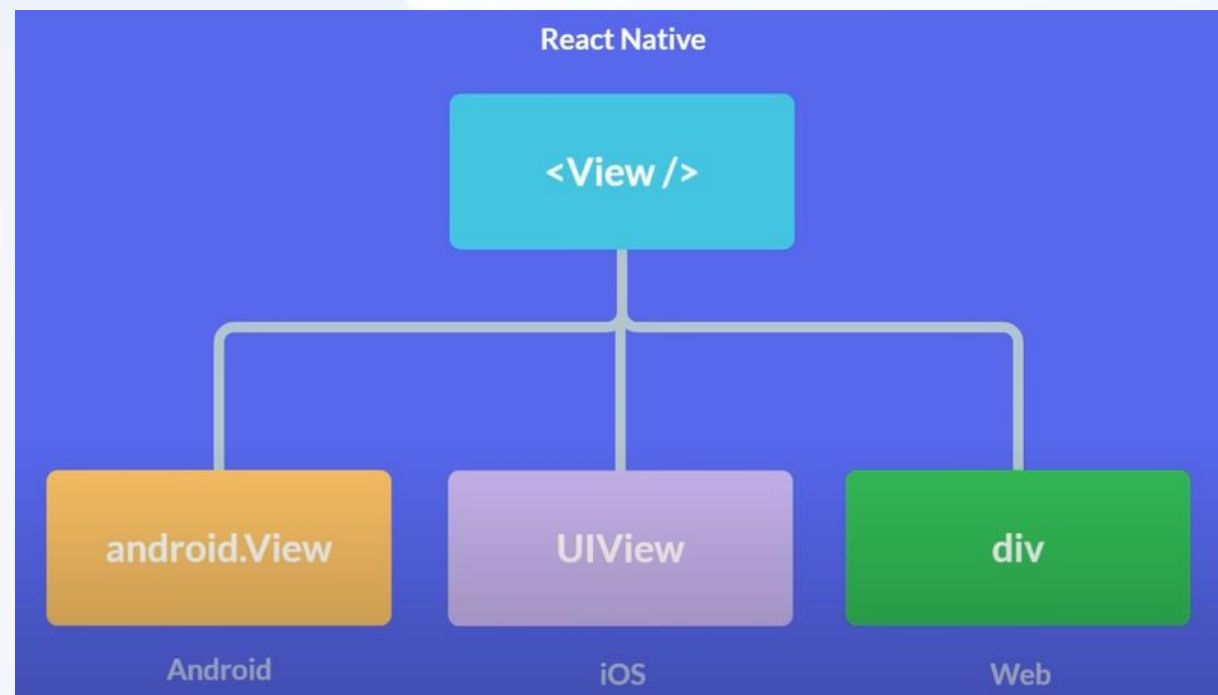 React Native
<View />
android.View
UIView
div
Android
iOS
Web